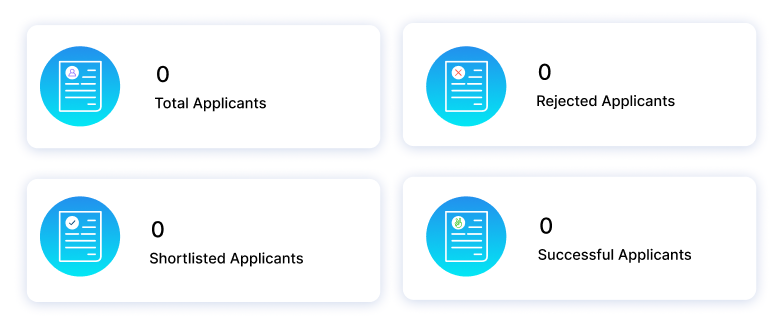 0
Total Applicants
0
Rejected Applicants
0
Shortlisted Applicants
0
Successful Applicants